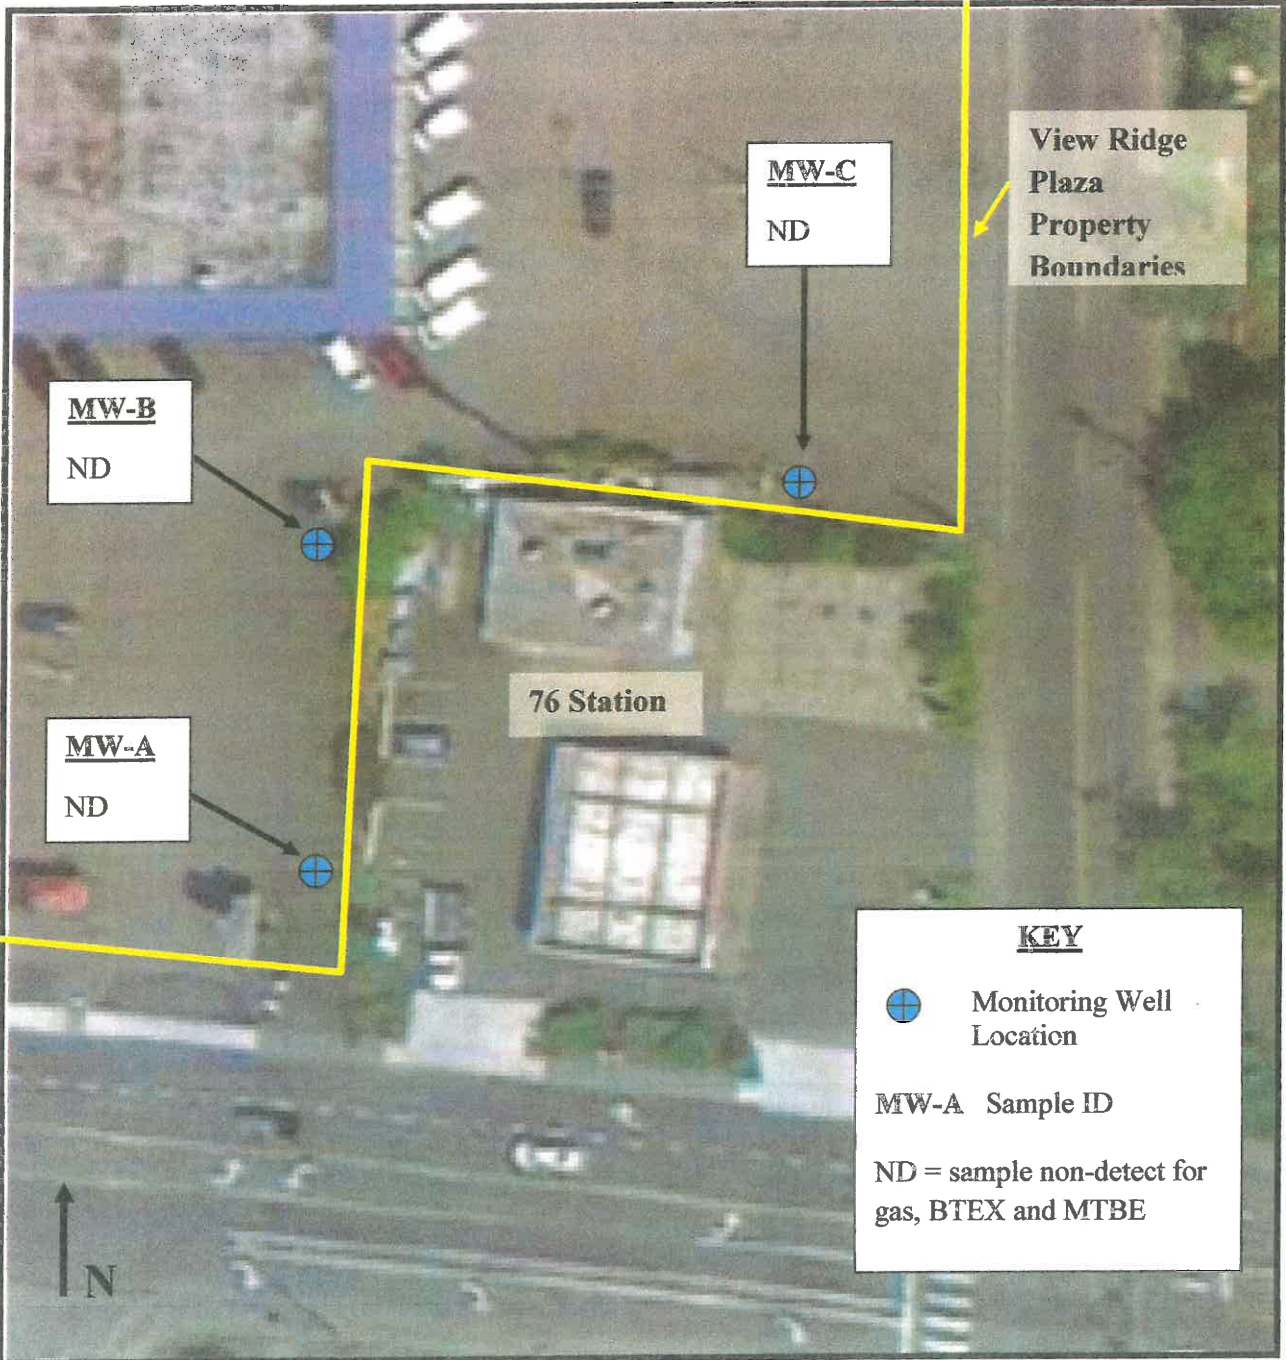 MW-C
ND
View Ridge
Plaza
Property
Boundaries
MW-B
ND
76 Station
MW-A
ND
KEY
Monitoring Well
Location
MW-A Sample ID
ND = sample non-detect for
gas, BTEX and MTBE
N